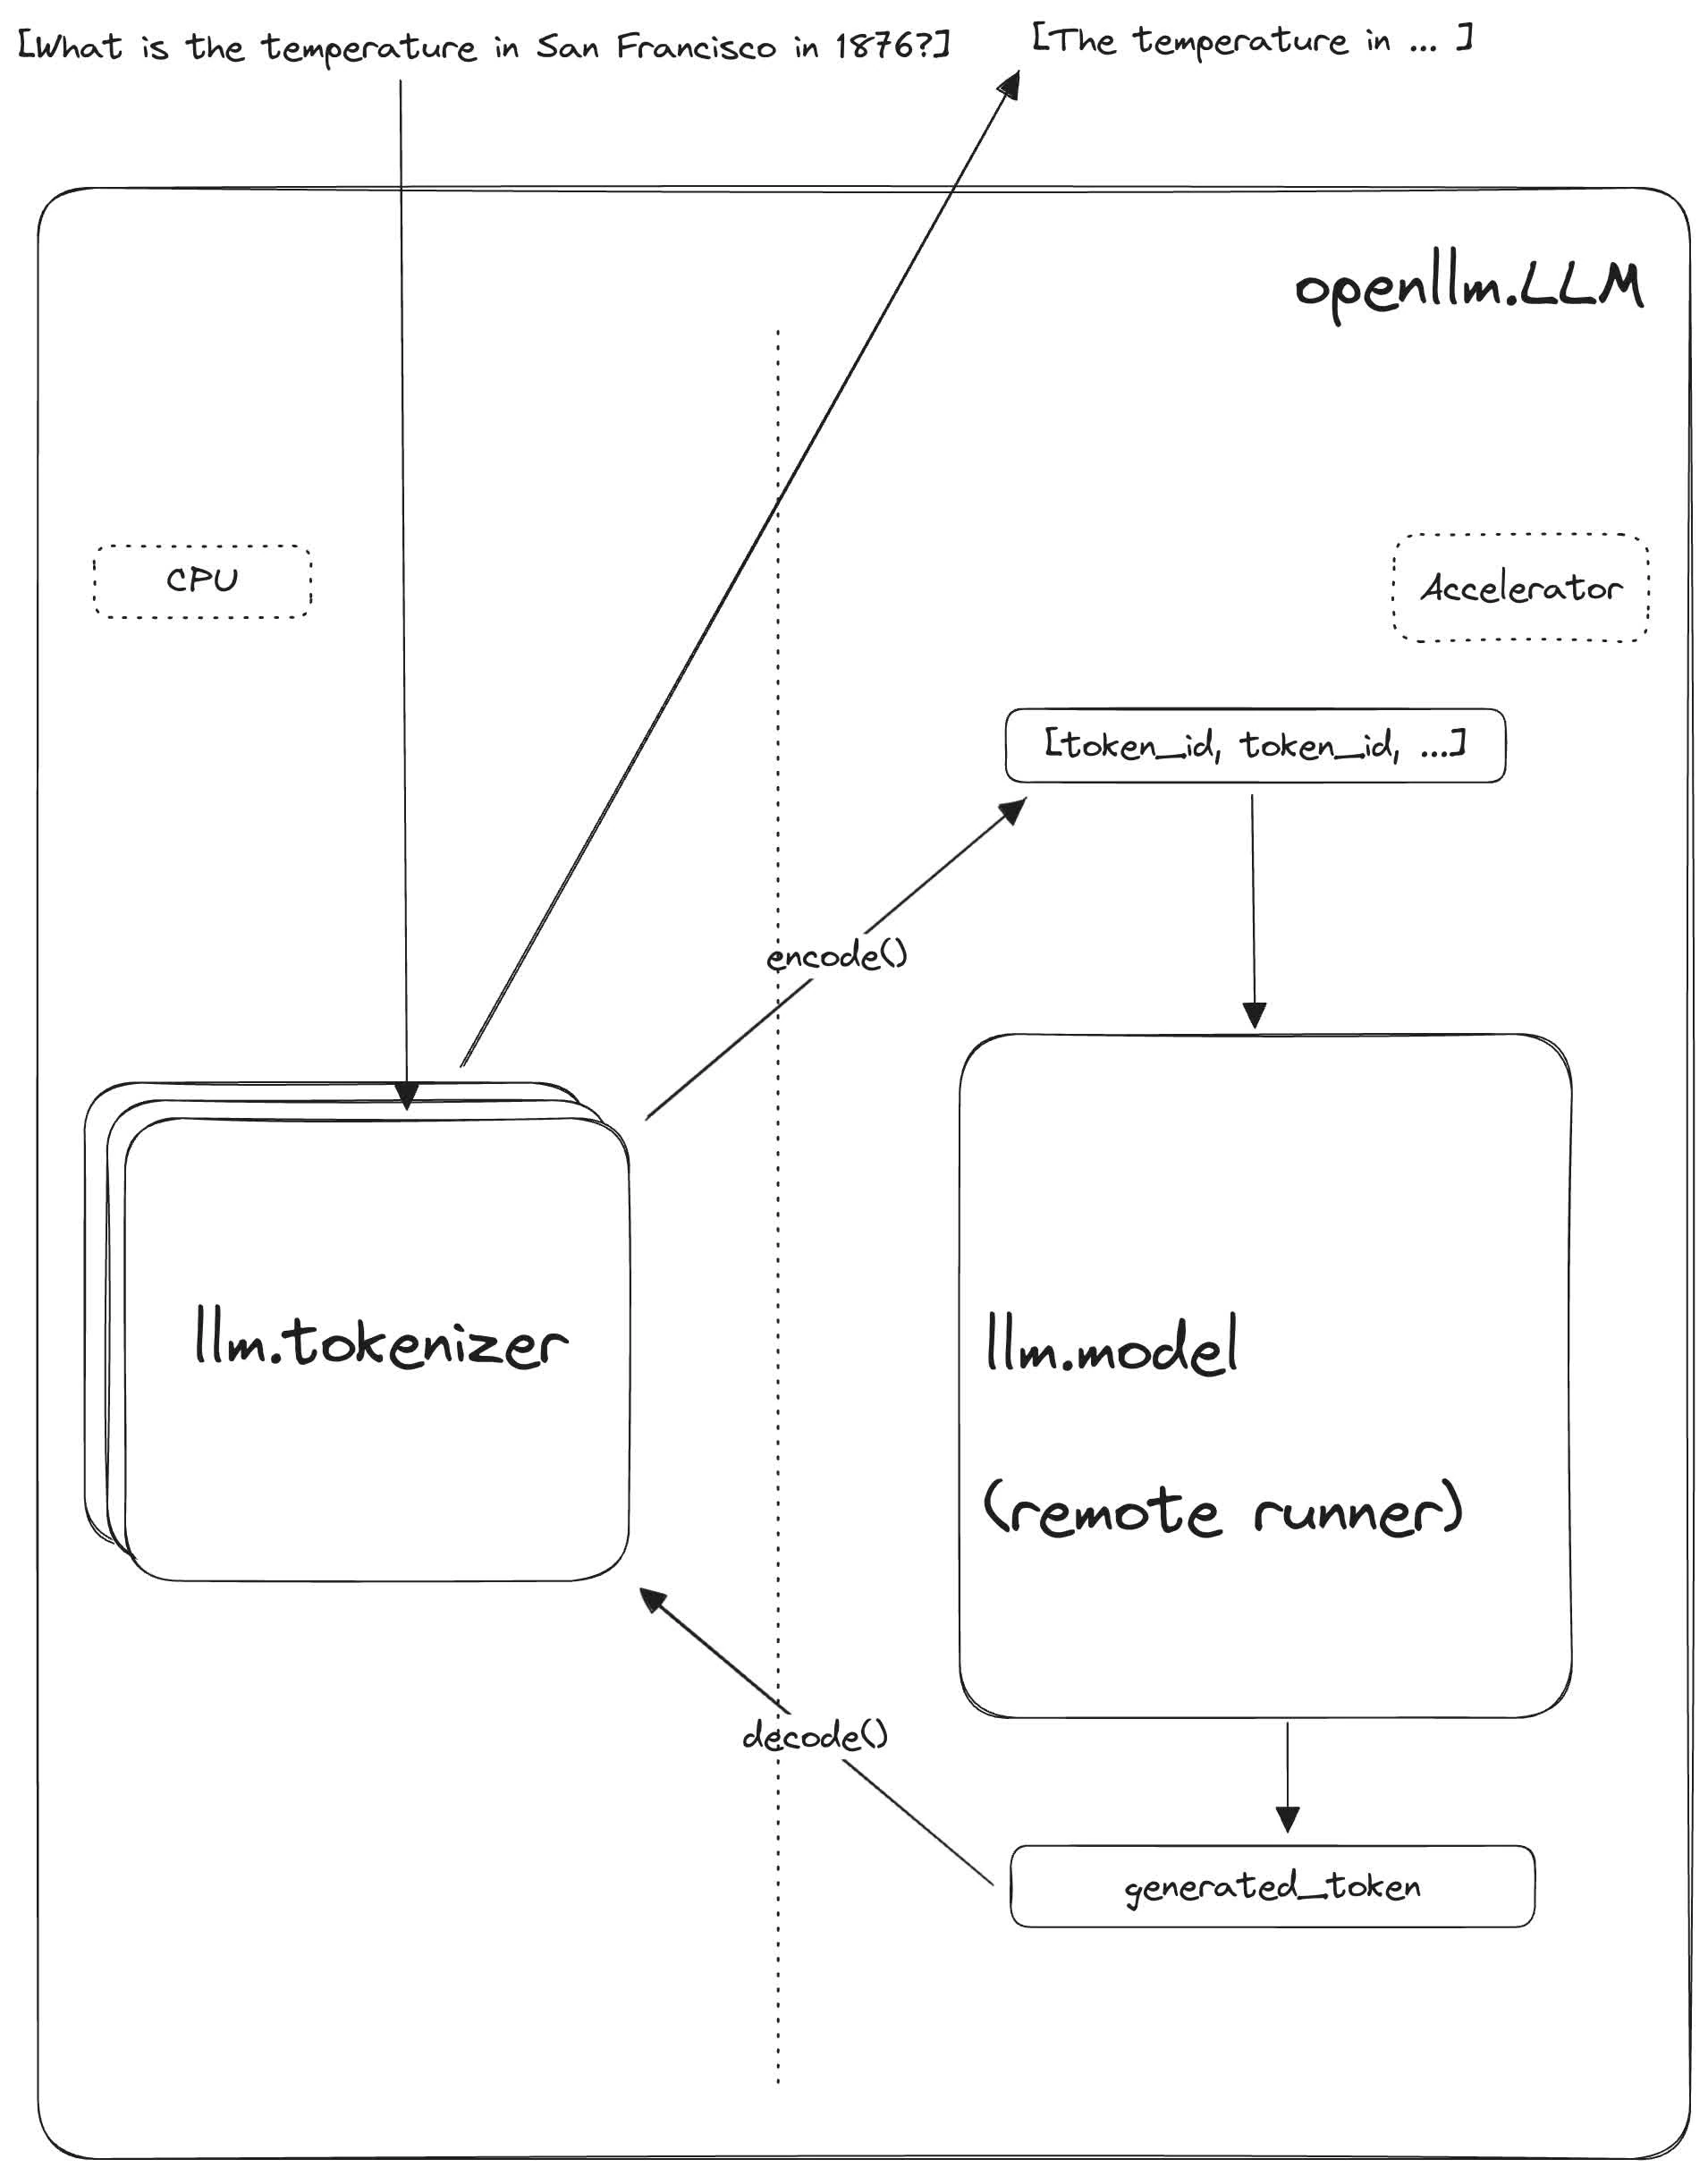 [What is the temperature in San Francisco in 1876?]
[The temperature in ... ]
openllm.LLM
CPU
Accelerator
[token_id, token_id, ...]
encode()
llm.tokenizer
llm.model
(remote runner)
decode()
generated_token